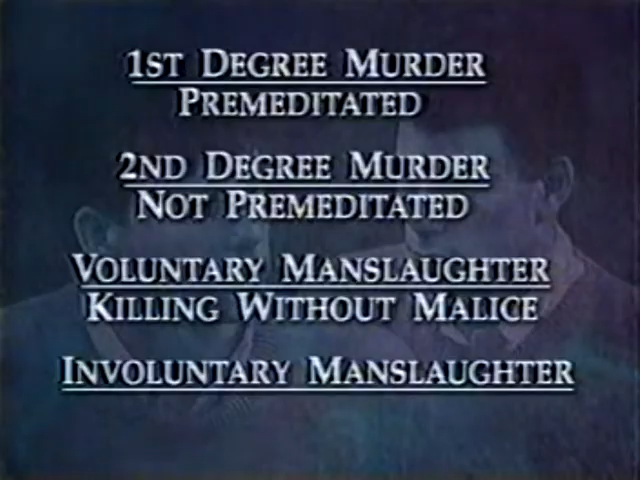 1ST DEGREE MURDER
PREMEDITATED
2ND DEGREE MURDER
NOT PREMEDITATED
VOLUNTARY MANSLAUGHTER
KILLING WITHOUT MALICE
INVOLUNTARY MANSLAUGHTER